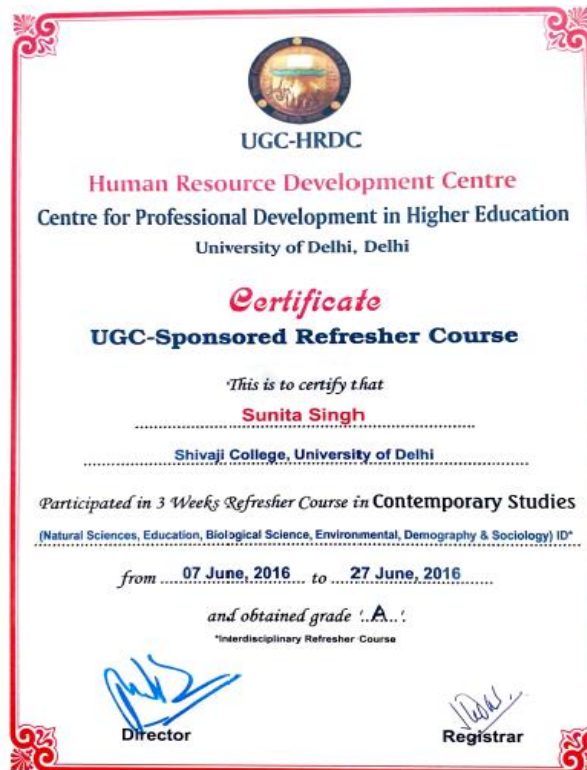 UGC-HRDC
Human Resource Development Centre
Centre for Professional Development in Higher Education
University of Delhi, Delhi
Certificate
UGC-Sponsored Refresher Course
This is to certify that
Sunita Singh
Shivaji College, University of Delhi
Participated in 3 Weeks Refresher Course in Contemporary Studies
(Natural Sciences, Education, Biological Science, Environmental, Demography & Sociology) ID*
from 07 June, 2016 to 27 June, 2016
and obtained grade '..A..'.
*Interdisciplinary Refresher Course
Director Registrar